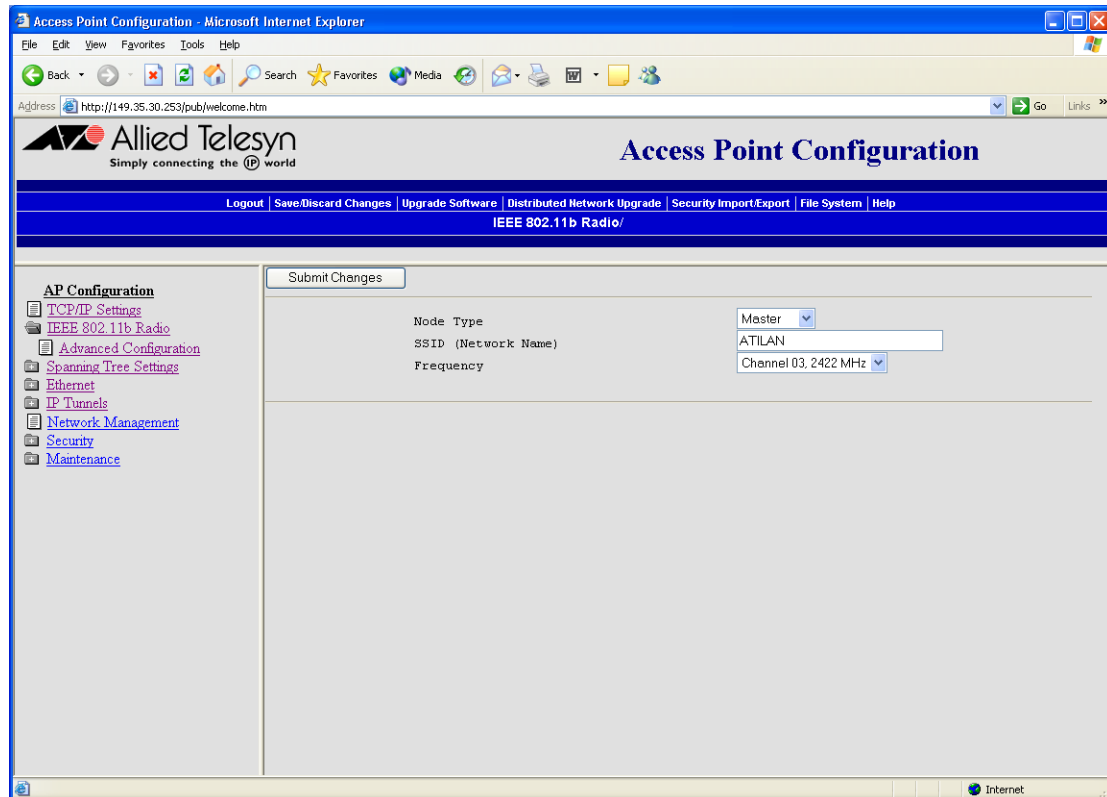 Access Point Configuration - Microsoft Internet Explorer
File Edit View Favorites Tools Help
Back Search Favorites Media
Address http://149.35.30.253/pub/welcome.htm Go Links »
Allied Telesyn
Simply connecting the IP world
Access Point Configuration
Logout | Save/Discard Changes | Upgrade Software | Distributed Network Upgrade | Security Import/Export | File System | Help
IEEE 802.11b Radio/
AP Configuration
TCP/IP Settings
IEEE 802.11b Radio
Advanced Configuration
Spanning Tree Settings
Ethernet
IP Tunnels
Network Management
Security
Maintenance
Submit Changes
Node Type Master
SSID (Network Name) ATILAN
Frequency Channel 03, 2422 MHz
Internet